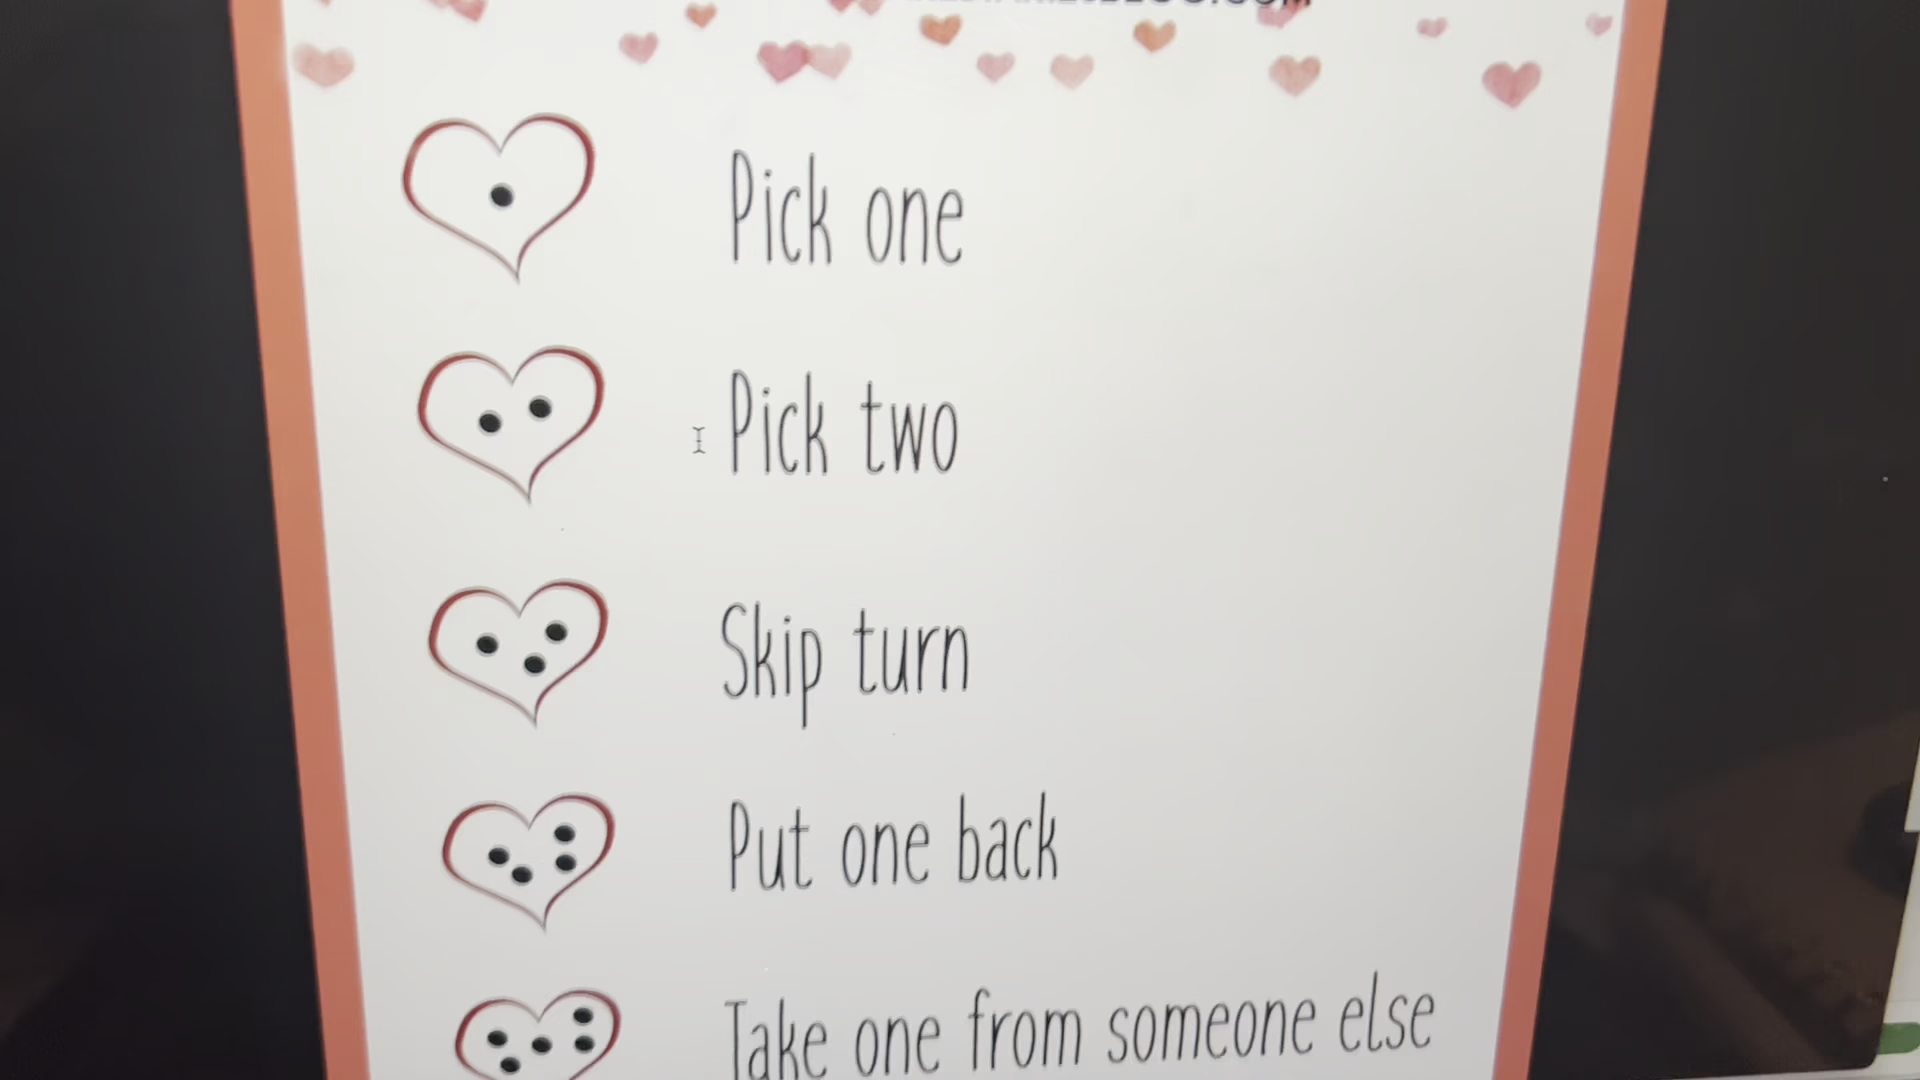 Pick one
Pick two
Skip turn
Put one back
Take one from someone else